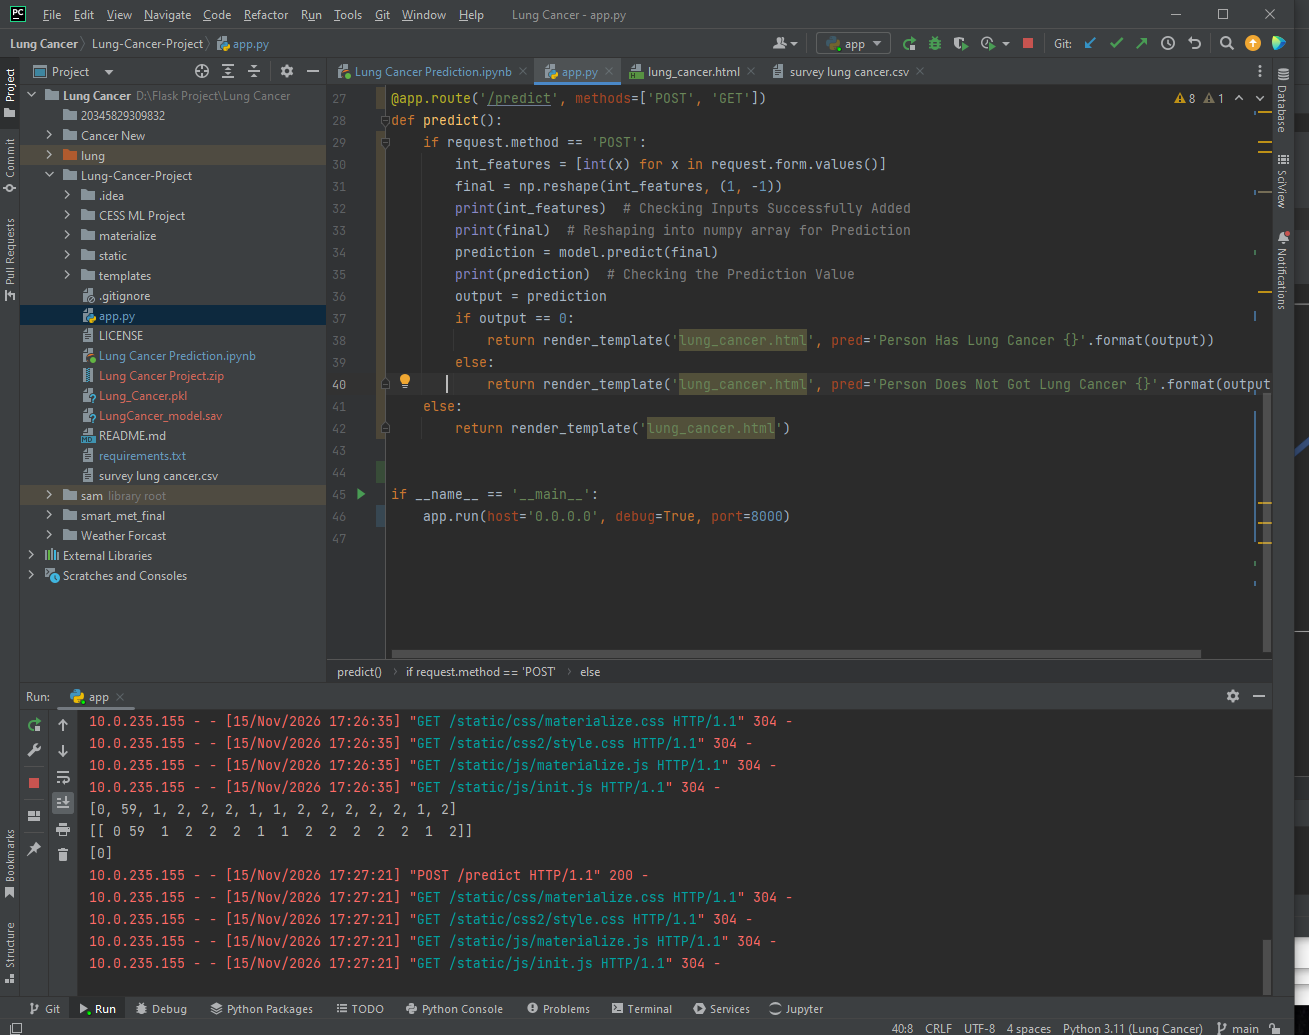 PC File Edit View Navigate Code Refactor Run Tools Git Window Help Lung Cancer - app.py
Lung Cancer Lung-Cancer-Project app.py app Git:
Project Lung Cancer Prediction.ipynb app.py lung_cancer.html survey lung cancer.csv
Project
Commit
Pull Requests
Bookmarks
Structure
Lung Cancer D:\Flask Project\Lung Cancer
20345829309832
Cancer New
lung
Lung-Cancer-Project
.idea
CESS ML Project
materialize
static
templates
.gitignore
app.py
LICENSE
Lung Cancer Prediction.ipynb
Lung Cancer Project.zip
Lung_Cancer.pkl
LungCancer_model.sav
README.md
requirements.txt
survey lung cancer.csv
sam library root
smart_met_final
Weather Forcast
External Libraries
Scratches and Consoles
8 1
27 @app.route('/predict', methods=['POST', 'GET'])
28 def predict():
29 if request.method == 'POST':
30 int_features = [int(x) for x in request.form.values()]
31 final = np.reshape(int_features, (1, -1))
32 print(int_features) # Checking Inputs Successfully Added
33 print(final) # Reshaping into numpy array for Prediction
34 prediction = model.predict(final)
35 print(prediction) # Checking the Prediction Value
36 output = prediction
37 if output == 0:
38 return render_template('lung_cancer.html', pred='Person Has Lung Cancer {}'.format(output))
39 else:
40 return render_template('lung_cancer.html', pred='Person Does Not Got Lung Cancer {}'.format(output
41 else:
42 return render_template('lung_cancer.html')
43
44
45 if __name__ == '__main__':
46 app.run(host='0.0.0.0', debug=True, port=8000)
47
Database
SciView
Notifications
predict() if request.method == 'POST' else
Run: app
10.0.235.155 - - [15/Nov/2026 17:26:35] "GET /static/css/materialize.css HTTP/1.1" 304 -
10.0.235.155 - - [15/Nov/2026 17:26:35] "GET /static/css2/style.css HTTP/1.1" 304 -
10.0.235.155 - - [15/Nov/2026 17:26:35] "GET /static/js/materialize.js HTTP/1.1" 304 -
10.0.235.155 - - [15/Nov/2026 17:26:35] "GET /static/js/init.js HTTP/1.1" 304 -
[0, 59, 1, 2, 2, 2, 1, 1, 2, 2, 2, 2, 2, 1, 2]
[[ 0 59 1 2 2 2 1 1 2 2 2 2 2 1 2]]
[0]
10.0.235.155 - - [15/Nov/2026 17:27:21] "POST /predict HTTP/1.1" 200 -
10.0.235.155 - - [15/Nov/2026 17:27:21] "GET /static/css/materialize.css HTTP/1.1" 304 -
10.0.235.155 - - [15/Nov/2026 17:27:21] "GET /static/css2/style.css HTTP/1.1" 304 -
10.0.235.155 - - [15/Nov/2026 17:27:21] "GET /static/js/materialize.js HTTP/1.1" 304 -
10.0.235.155 - - [15/Nov/2026 17:27:21] "GET /static/js/init.js HTTP/1.1" 304 -
Git Run Debug Python Packages TODO Python Console Problems Terminal Services Jupyter
40:8 CRLF UTF-8 4 spaces Python 3.11 (Lung Cancer) main